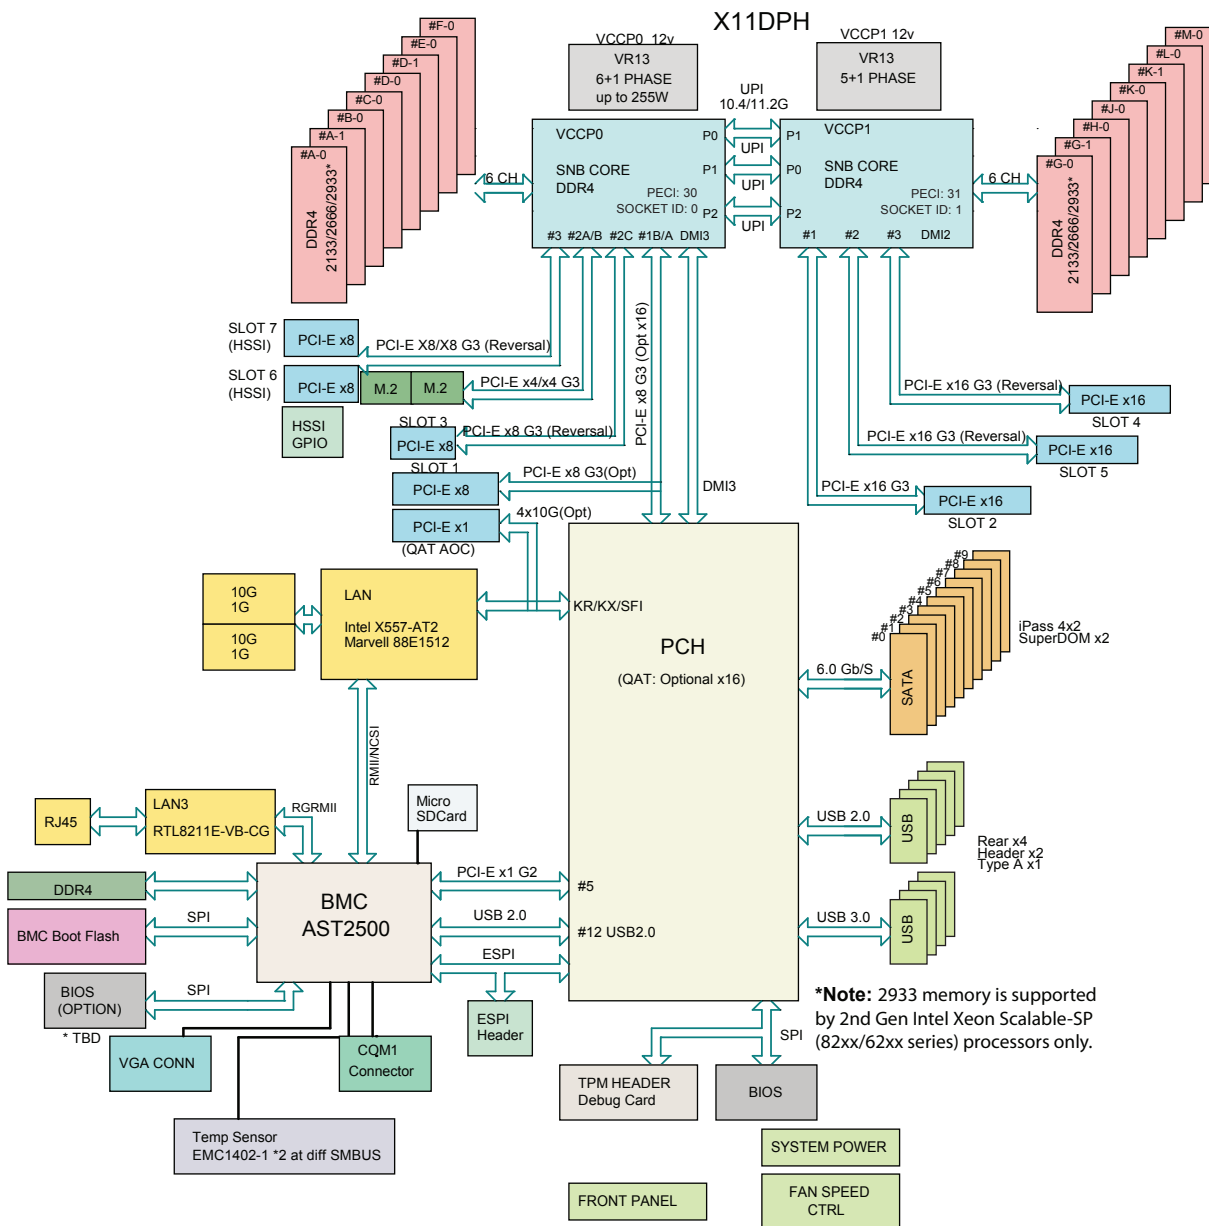 X11DPH
VCCP0 12v
VR13
6+1 PHASE
up to 255W
VCCP1 12v
VR13
5+1 PHASE
#F-0
#E-0
#D-1
#D-0
#C-0
#B-0
#A-1
#A-0
DDR4
2133/2666/2933*
6 CH
VCCP0
SNB CORE
DDR4
PECI: 30
SOCKET ID: 0
P0
P1
P2
#3
#2A/B
#2C
#1B/A
DMI3
UPI
10.4/11.2G
UPI
UPI
UPI
P1
P0
P2
VCCP1
SNB CORE
DDR4
PECI: 31
SOCKET ID: 1
#1
#2
#3
DMI2
6 CH
#M-0
#L-0
#K-1
#K-0
#J-0
#H-0
#G-1
#G-0
DDR4
2133/2666/2933*
SLOT 7
(HSSI)
PCI-E x8
PCI-E X8/X8 G3 (Reversal)
SLOT 6
(HSSI)
PCI-E x8
M.2
M.2
PCI-E x4/x4 G3
HSSI
GPIO
SLOT 3
PCI-E x8
PCI-E x8 G3 (Reversal)
SLOT 1
PCI-E x8
PCI-E x8 G3(Opt)
PCI-E x1
(QAT AOC)
4x10G(Opt)
PCI-E x8 G3 (Opt x16)
DMI3
PCI-E x16 G3 (Reversal)
PCI-E x16
SLOT 4
PCI-E x16 G3 (Reversal)
PCI-E x16
SLOT 5
PCI-E x16 G3
PCI-E x16
SLOT 2
10G
1G
10G
1G
LAN
Intel X557-AT2
Marvell 88E1512
KR/KX/SFI
PCH
(QAT: Optional x16)
#5
#12 USB2.0
6.0 Gb/S
#9
#8
#7
#6
#5
#4
#3
#2
#1
#0
SATA
iPass 4x2
SuperDOM x2
RMII/NCSI
RJ45
LAN3
RTL8211E-VB-CG
RGRMII
Micro
SDCard
USB 2.0
USB
Rear x4
Header x2
Type A x1
USB 3.0
USB
DDR4
BMC Boot Flash
SPI
BMC
AST2500
PCI-E x1 G2
USB 2.0
ESPI
BIOS
(OPTION)
* TBD
SPI
ESPI
Header
VGA CONN
CQM1
Connector
Temp Sensor
EMC1402-1 *2 at diff SMBUS
SPI
TPM HEADER
Debug Card
BIOS
*Note: 2933 memory is supported
by 2nd Gen Intel Xeon Scalable-SP
(82xx/62xx series) processors only.
SYSTEM POWER
FRONT PANEL
FAN SPEED
CTRL